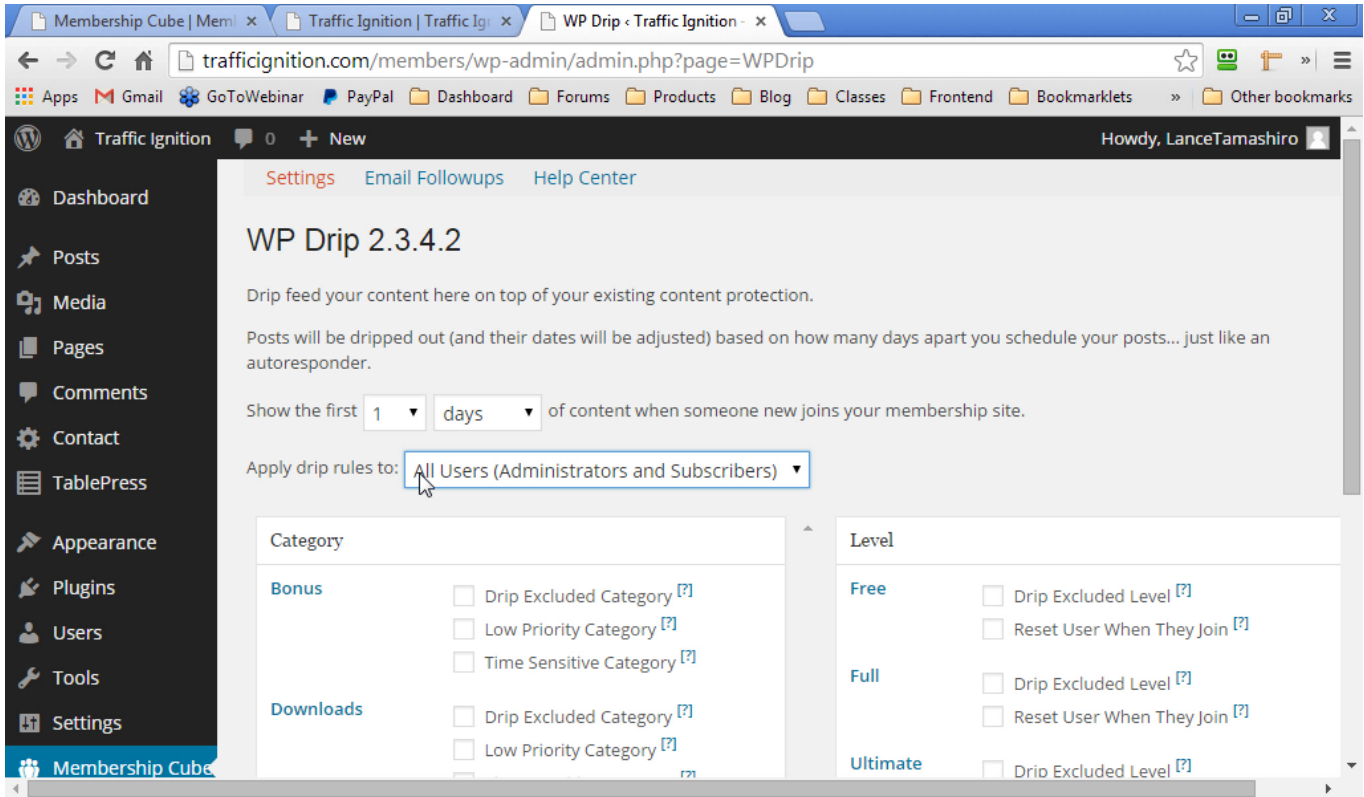 Membership Cube | Mem
Traffic Ignition | Traffic Ig
WP Drip ‹ Traffic Ignition -
trafficignition.com/members/wp-admin/admin.php?page=WPDrip
Apps Gmail GoToWebinar PayPal Dashboard Forums Products Blog Classes Frontend Bookmarklets » Other bookmarks
Traffic Ignition 0 + New Howdy, LanceTamashiro
Settings Email Followups Help Center
Dashboard
Posts
Media
Pages
Comments
Contact
TablePress
Appearance
Plugins
Users
Tools
Settings
Membership Cube
WP Drip 2.3.4.2
Drip feed your content here on top of your existing content protection.
Posts will be dripped out (and their dates will be adjusted) based on how many days apart you schedule your posts... just like an
autoresponder.
Show the first 1 days of content when someone new joins your membership site.
Apply drip rules to: All Users (Administrators and Subscribers)
Category
Bonus
Drip Excluded Category [?]
Low Priority Category [?]
Time Sensitive Category [?]
Downloads
Drip Excluded Category [?]
Low Priority Category [?]
[?]
Level
Free
Drip Excluded Level [?]
Reset User When They Join [?]
Full
Drip Excluded Level [?]
Reset User When They Join [?]
Ultimate
Drip Excluded Level [?]